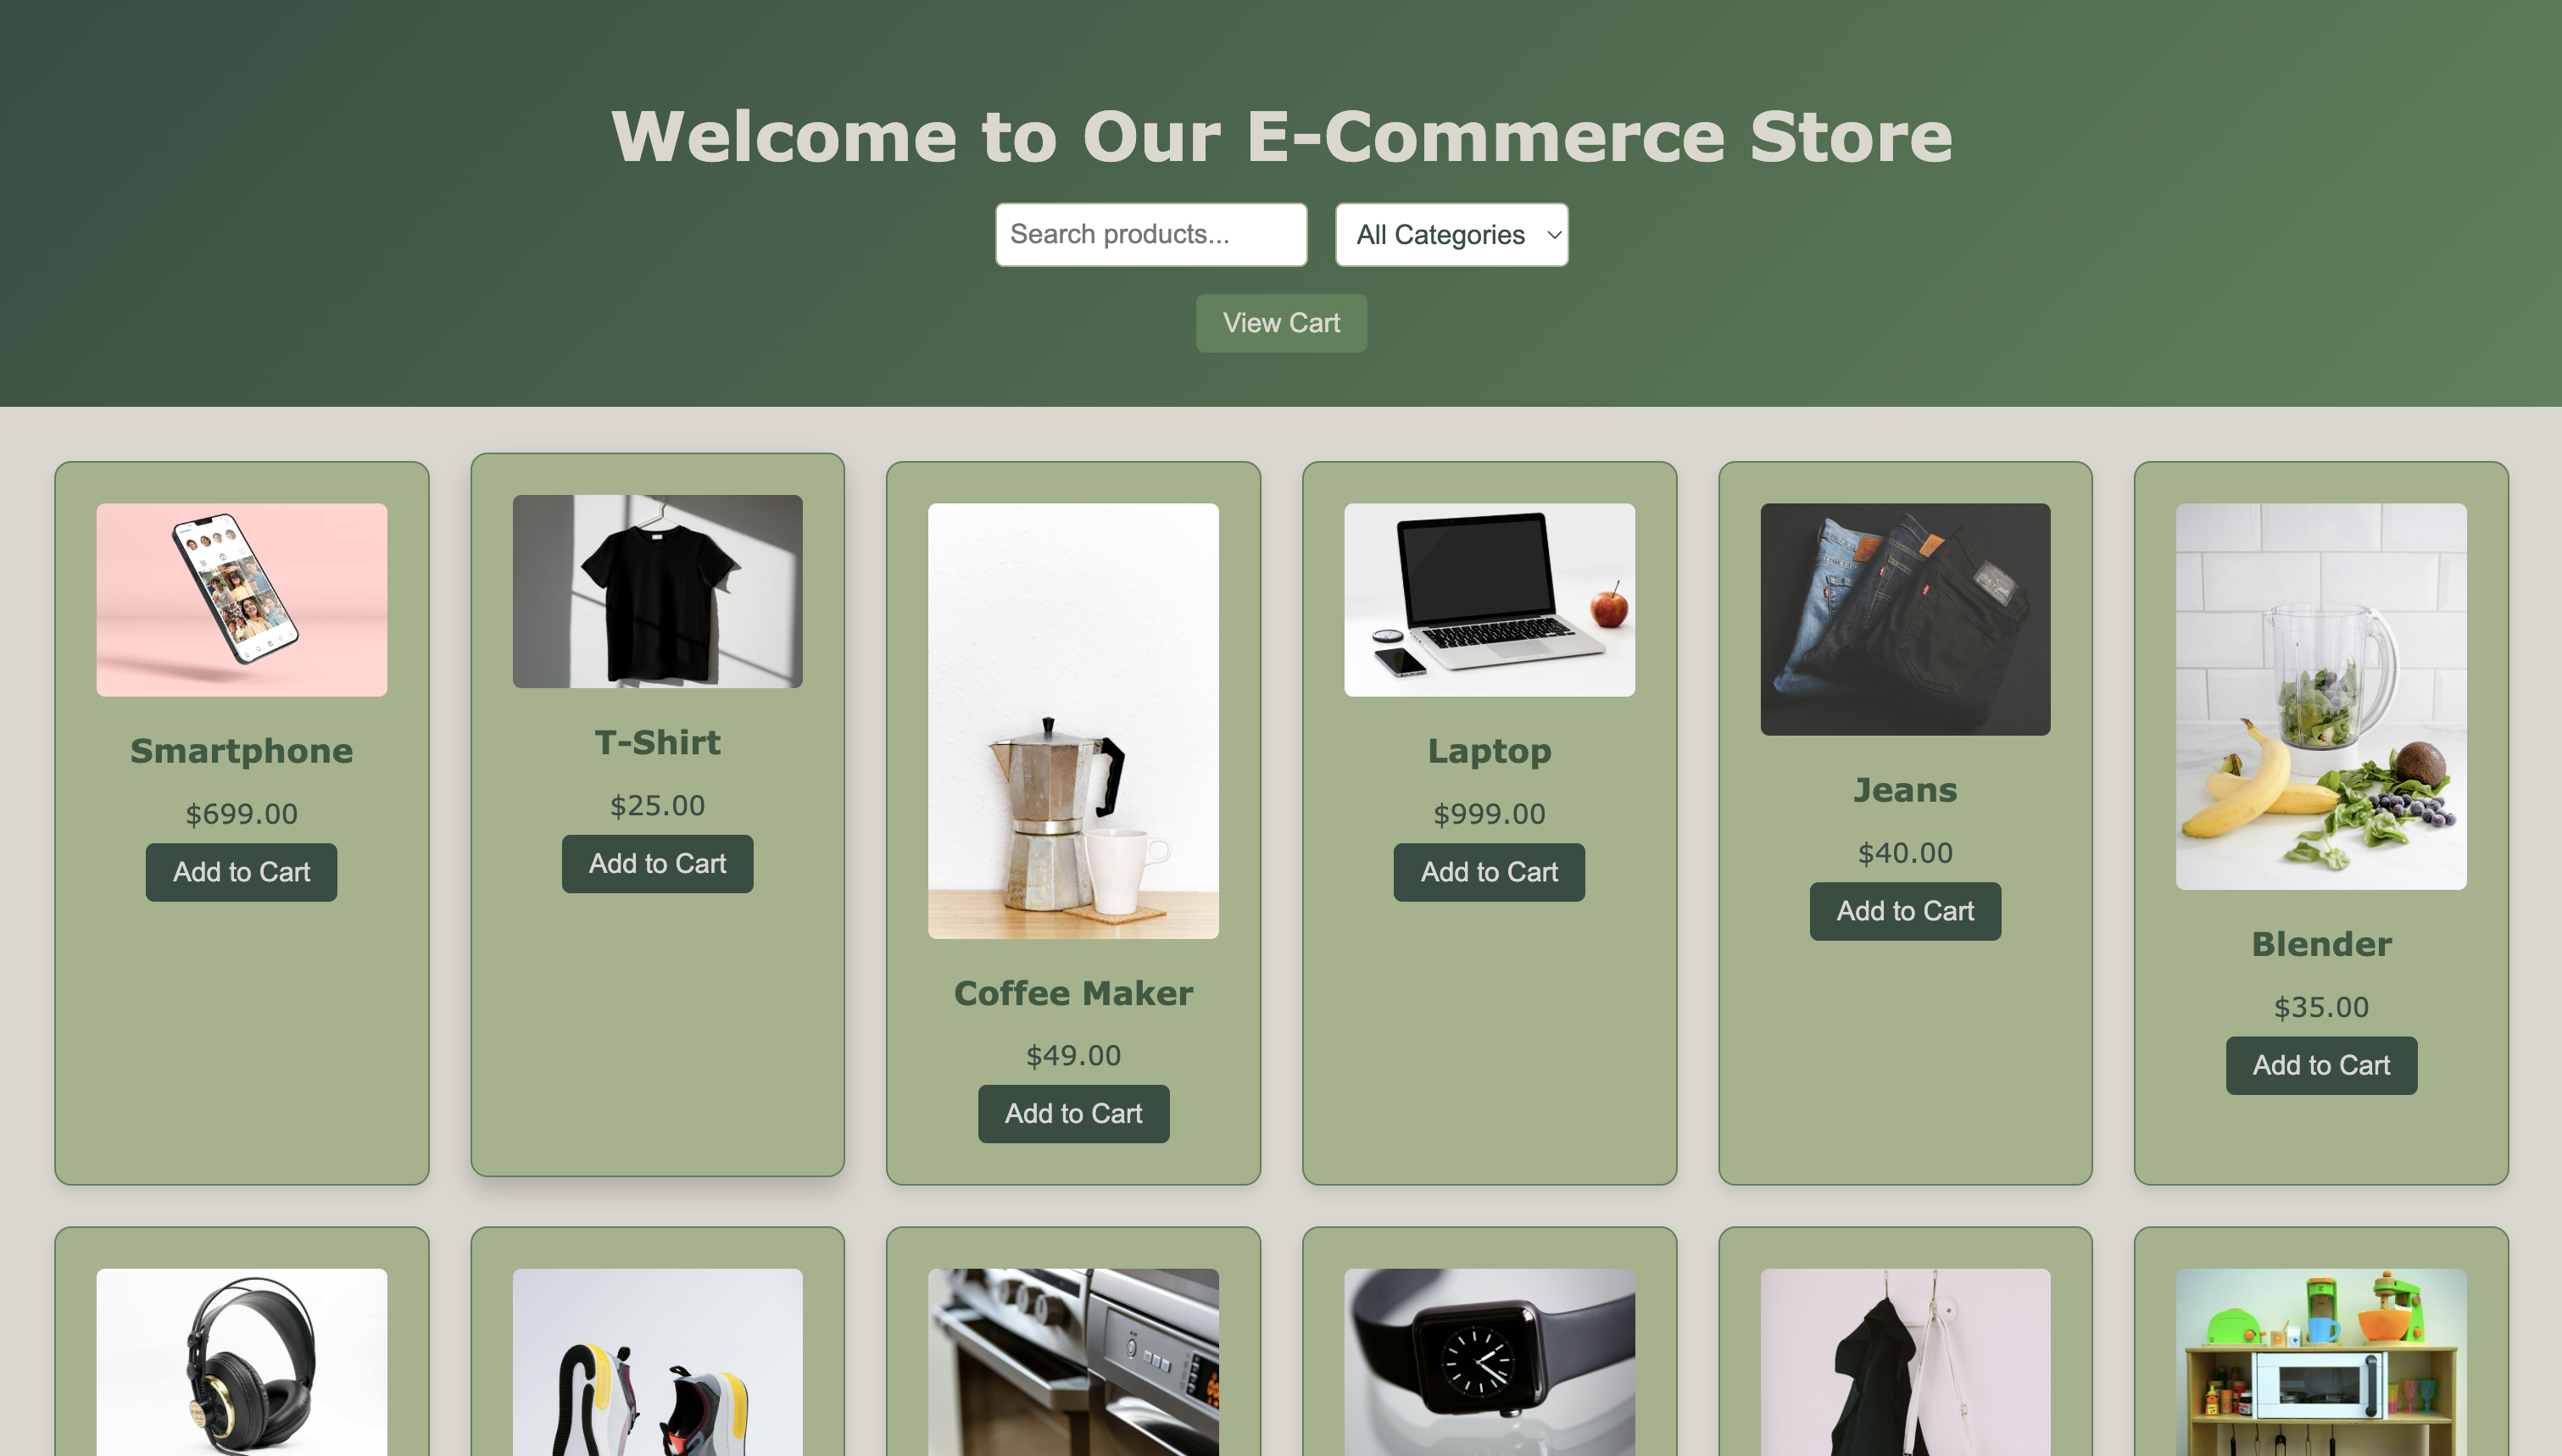 Welcome to Our E-Commerce Store
Search products...
All Categories
View Cart
Smartphone
$699.00
Add to Cart
T-Shirt
$25.00
Add to Cart
Coffee Maker
$49.00
Add to Cart
Laptop
$999.00
Add to Cart
Jeans
$40.00
Add to Cart
Blender
$35.00
Add to Cart